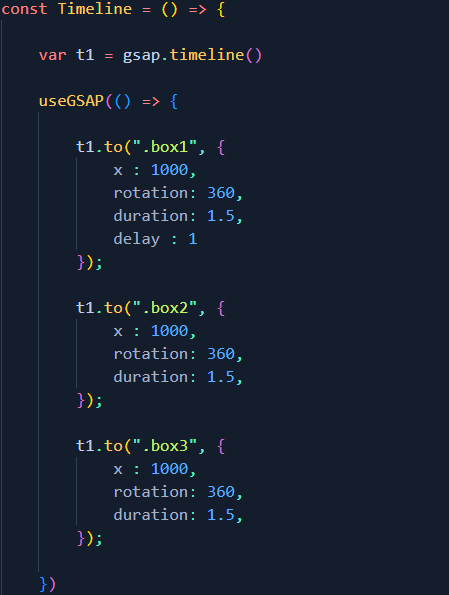 const Timeline = () => {
var t1 = gsap.timeline()
useGSAP(() => {
t1.to(".box1", {
x : 1000,
rotation: 360,
duration: 1.5,
delay : 1
});
t1.to(".box2", {
x : 1000,
rotation: 360,
duration: 1.5,
});
t1.to(".box3", {
x : 1000,
rotation: 360,
duration: 1.5,
});
})